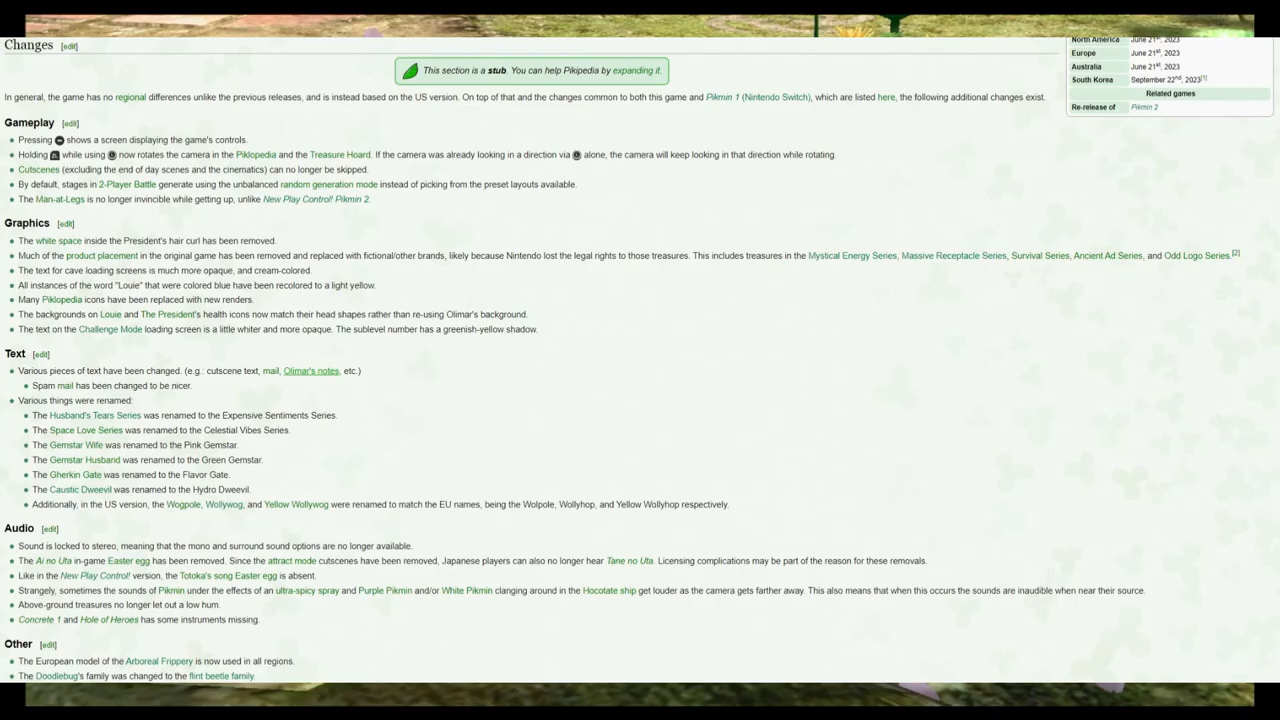 Changes [edit]
North America June 21st, 2023
Europe June 21st, 2023
Australia June 21st, 2023
South Korea September 22nd, 2023[1]
Related games
Re-release of Pikmin 2
This section is a stub. You can help Pikipedia by expanding it.
In general, the game has no regional differences unlike the previous releases, and is instead based on the US version. On top of that and the changes common to both this game and Pikmin 1 (Nintendo Switch), which are listed here, the following additional changes exist.
Gameplay [edit]
Pressing shows a screen displaying the game's controls.
Holding while using now rotates the camera in the Piklopedia and the Treasure Hoard. If the camera was already looking in a direction via alone, the camera will keep looking in that direction while rotating.
Cutscenes (excluding the end of day scenes and the cinematics) can no longer be skipped.
By default, stages in 2-Player Battle generate using the unbalanced random generation mode instead of picking from the preset layouts available.
The Man-at-Legs is no longer invincible while getting up, unlike New Play Control! Pikmin 2.
Graphics [edit]
The white space inside the President's hair curl has been removed.
Much of the product placement in the original game has been removed and replaced with fictional/other brands, likely because Nintendo lost the legal rights to those treasures. This includes treasures in the Mystical Energy Series, Massive Receptacle Series, Survival Series, Ancient Ad Series, and Odd Logo Series.[2]
The text for cave loading screens is much more opaque, and cream-colored.
All instances of the word "Louie" that were colored blue have been recolored to a light yellow.
Many Piklopedia icons have been replaced with new renders.
The backgrounds on Louie and The President's health icons now match their head shapes rather than re-using Olimar's background.
The text on the Challenge Mode loading screen is a little whiter and more opaque. The sublevel number has a greenish-yellow shadow.
Text [edit]
Various pieces of text have been changed. (e.g.: cutscene text, mail, Olimar's notes, etc.)
Spam mail has been changed to be nicer.
Various things were renamed:
The Husband's Tears Series was renamed to the Expensive Sentiments Series.
The Space Love Series was renamed to the Celestial Vibes Series.
The Gemstar Wife was renamed to the Pink Gemstar.
The Gemstar Husband was renamed to the Green Gemstar.
The Gherkin Gate was renamed to the Flavor Gate.
The Caustic Dweevil was renamed to the Hydro Dweevil.
Additionally, in the US version, the Wogpole, Wollywog, and Yellow Wollywog were renamed to match the EU names, being the Wolpole, Wollyhop, and Yellow Wollyhop respectively.
Audio [edit]
Sound is locked to stereo, meaning that the mono and surround sound options are no longer available.
The Ai no Uta in-game Easter egg has been removed. Since the attract mode cutscenes have been removed, Japanese players can also no longer hear Tane no Uta. Licensing complications may be part of the reason for these removals.
Like in the New Play Control! version, the Totoka's song Easter egg is absent.
Strangely, sometimes the sounds of Pikmin under the effects of an ultra-spicy spray and Purple Pikmin and/or White Pikmin clanging around in the Hocotate ship get louder as the camera gets farther away. This also means that when this occurs the sounds are inaudible when near their source.
Above-ground treasures no longer let out a low hum.
Concrete 1 and Hole of Heroes has some instruments missing.
Other [edit]
The European model of the Arboreal Frippery is now used in all regions.
The Doodlebug's family was changed to the flint beetle family.